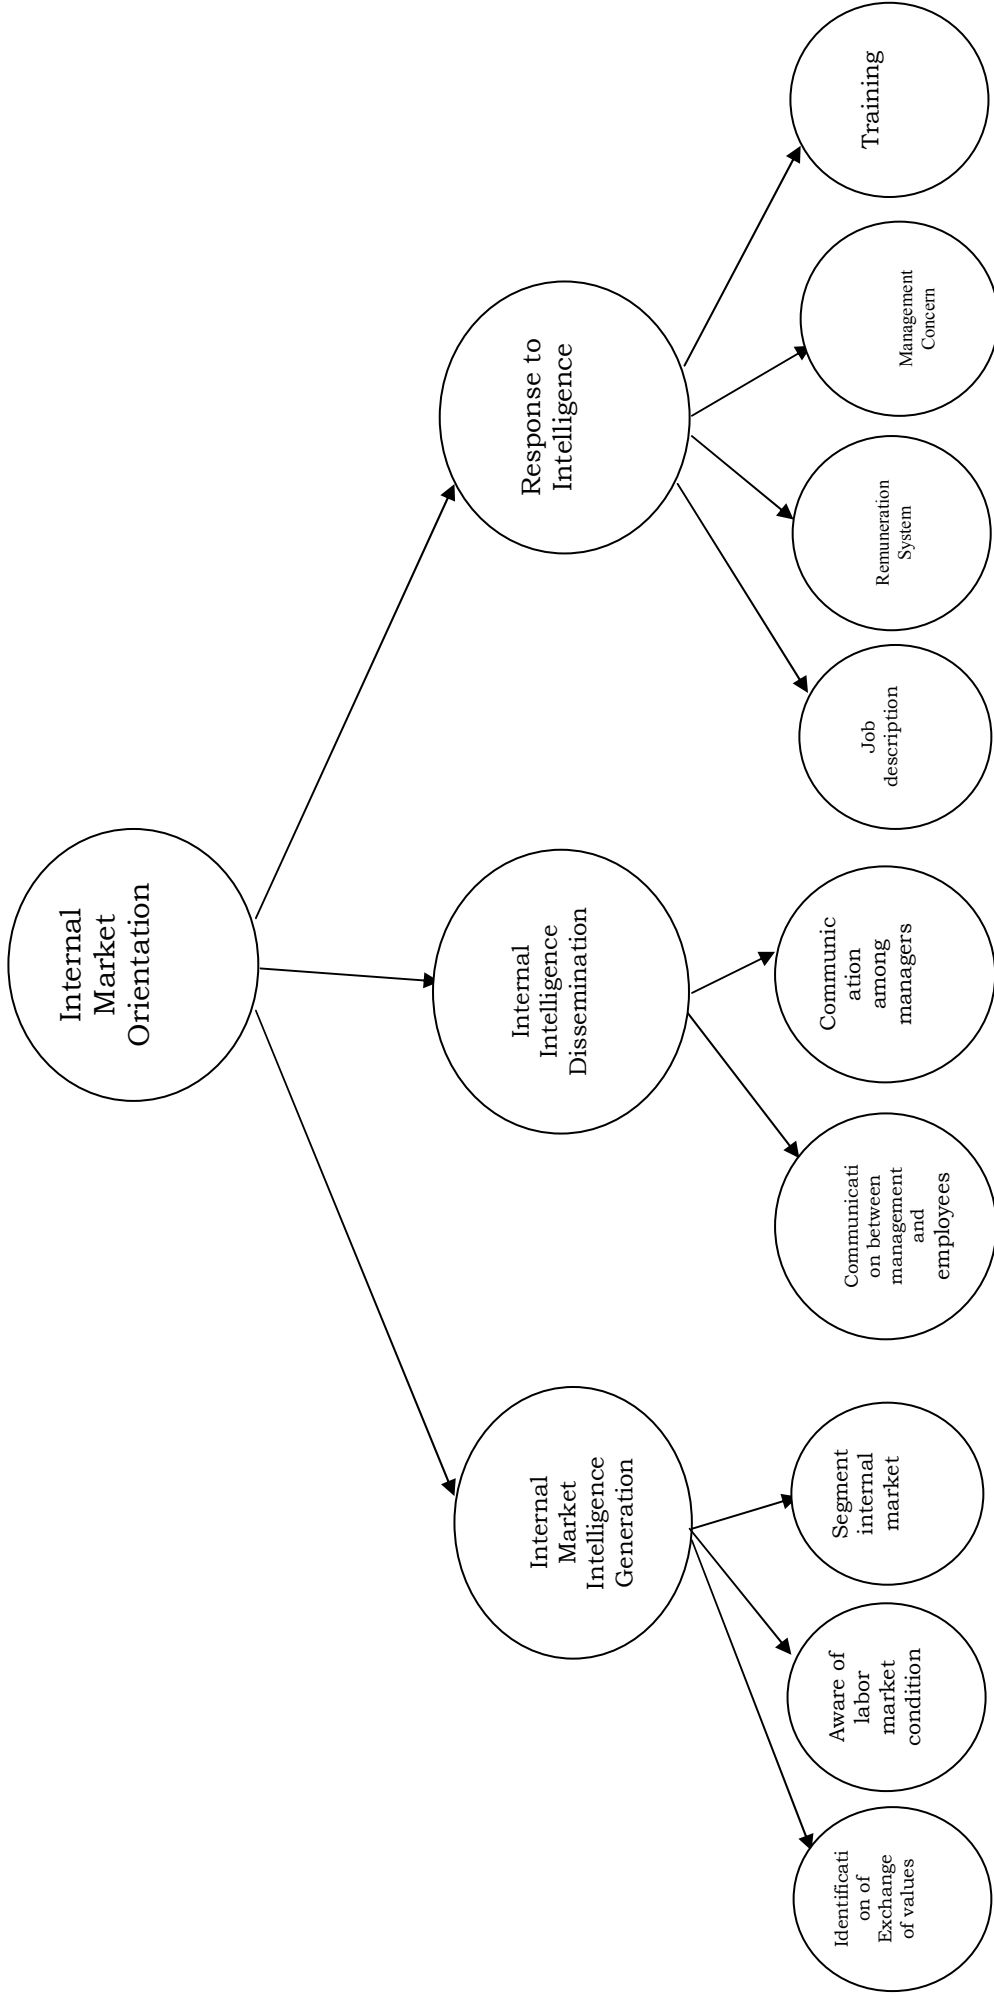 Internal
Market
Orientation
Internal
Market
Intelligence
Generation
Internal
Intelligence
Dissemination
Response to
Intelligence
Identificati
on of
Exchange
of values
Aware of
labor
market
condition
Segment
internal
market
Communicati
on between
management
and
employees
Communic
ation
among
managers
Job
description
Remuneration
System
Management
Concern
Training